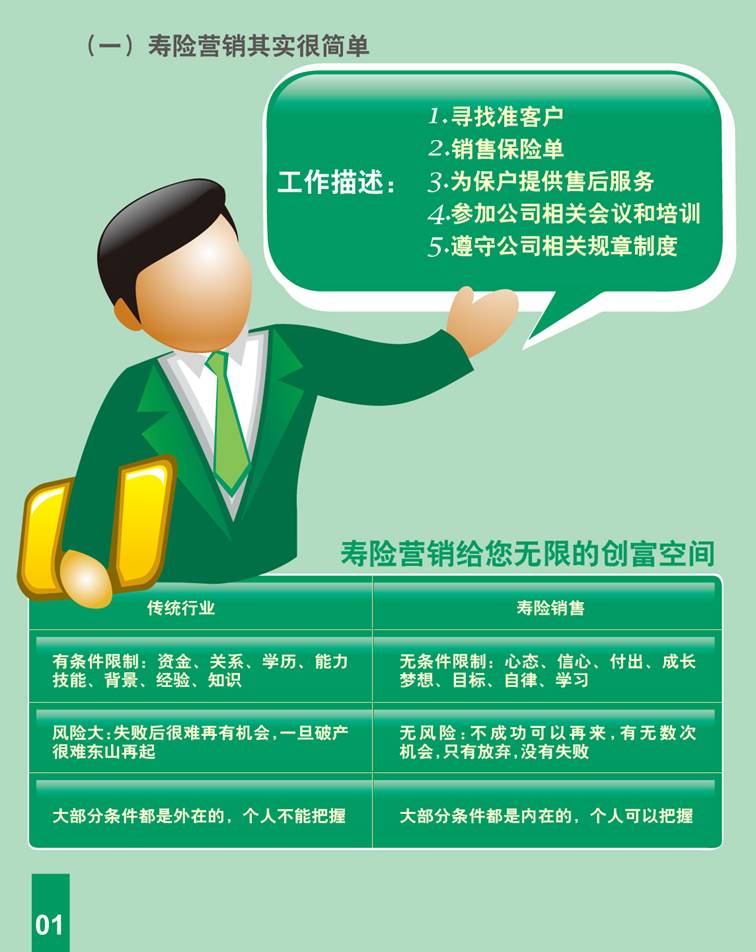 （一）寿险营销其实很简单
工作描述：
1.寻找准客户
2.销售保险单
3.为保户提供售后服务
4.参加公司相关会议和培训
5.遵守公司相关规章制度
寿险营销给您无限的创富空间
传统行业
寿险销售
有条件限制：资金、关系、学历、能力
技能、背景、经验、知识
无条件限制：心态、信心、付出、成长
梦想、目标、自律、学习
风险大：失败后很难再有机会，一旦破产
很难东山再起
无风险：不成功可以再来，有无数次
机会，只有放弃，没有失败
大部分条件都是外在的，个人不能把握
大部分条件都是内在的，个人可以把握
01